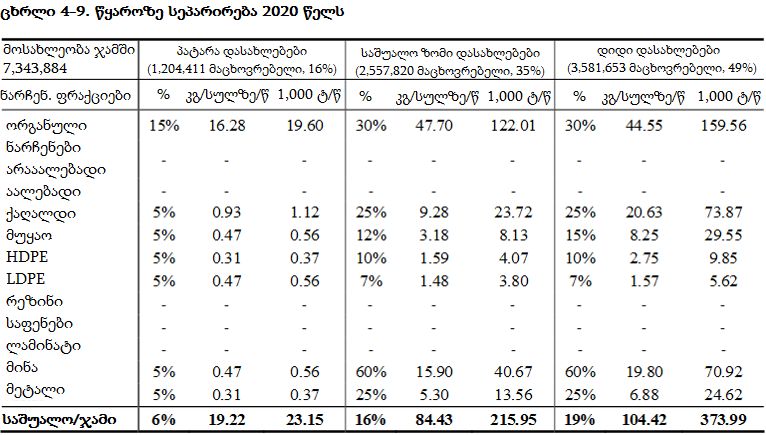 ცხრლი 4–9. წყაროზე სეპარირება 2020 წელს
მოსახლეობა ჯამში 7,343,884 პატარა დასახლებები (1,204,411 მაცხოვრებელი, 16%) საშუალო ზომი დასახლებები (2,557,820 მაცხოვრებელი, 35%) დიდი დასახლებები (3,581,653 მაცხოვრებელი, 49%)
ნარჩენ. ფრაქციები % კგ/სულზე/წ 1,000 ტ/წ % კგ/სულზე/წ 1,000 ტ/წ % კგ/სულზე/წ 1,000 ტ/წ
ორგანული 15% 16.28 19.60 30% 47.70 122.01 30% 44.55 159.56
ნარჩენები
არააალებადი - - - - - - - - -
აალებადი - - - - - - - - -
ქაღალდი 5% 0.93 1.12 25% 9.28 23.72 25% 20.63 73.87
მუყაო 5% 0.47 0.56 12% 3.18 8.13 15% 8.25 29.55
HDPE 5% 0.31 0.37 10% 1.59 4.07 10% 2.75 9.85
LDPE 5% 0.47 0.56 7% 1.48 3.80 7% 1.57 5.62
რეზინი - - - - - - - - -
საფენები - - - - - - - - -
ლამინატი - - - - - - - - -
მინა 5% 0.47 0.56 60% 15.90 40.67 60% 19.80 70.92
მეტალი 5% 0.31 0.37 25% 5.30 13.56 25% 6.88 24.62
საშუალო/ჯამი 6% 19.22 23.15 16% 84.43 215.95 19% 104.42 373.99